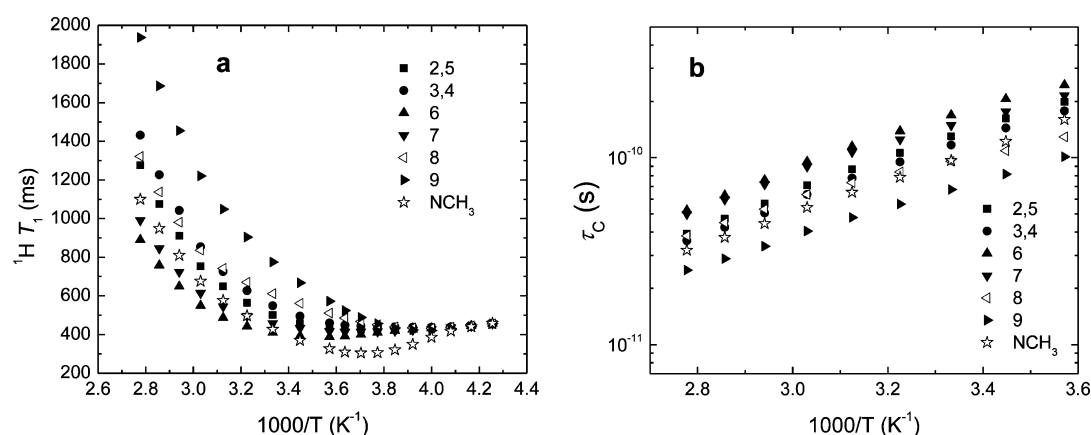 a
2000
1800
1600
1400
1200
1000
800
600
400
200
¹H T₁ (ms)
2,5
3,4
6
7
8
9
NCH₃
2.6 2.8 3.0 3.2 3.4 3.6 3.8 4.0 4.2 4.4
1000/T (K⁻¹)
b
10⁻⁹
10⁻¹⁰
10⁻¹¹
τC (s)
2,5
3,4
6
7
8
9
NCH₃
2.8 3.0 3.2 3.4 3.6
1000/T (K⁻¹)